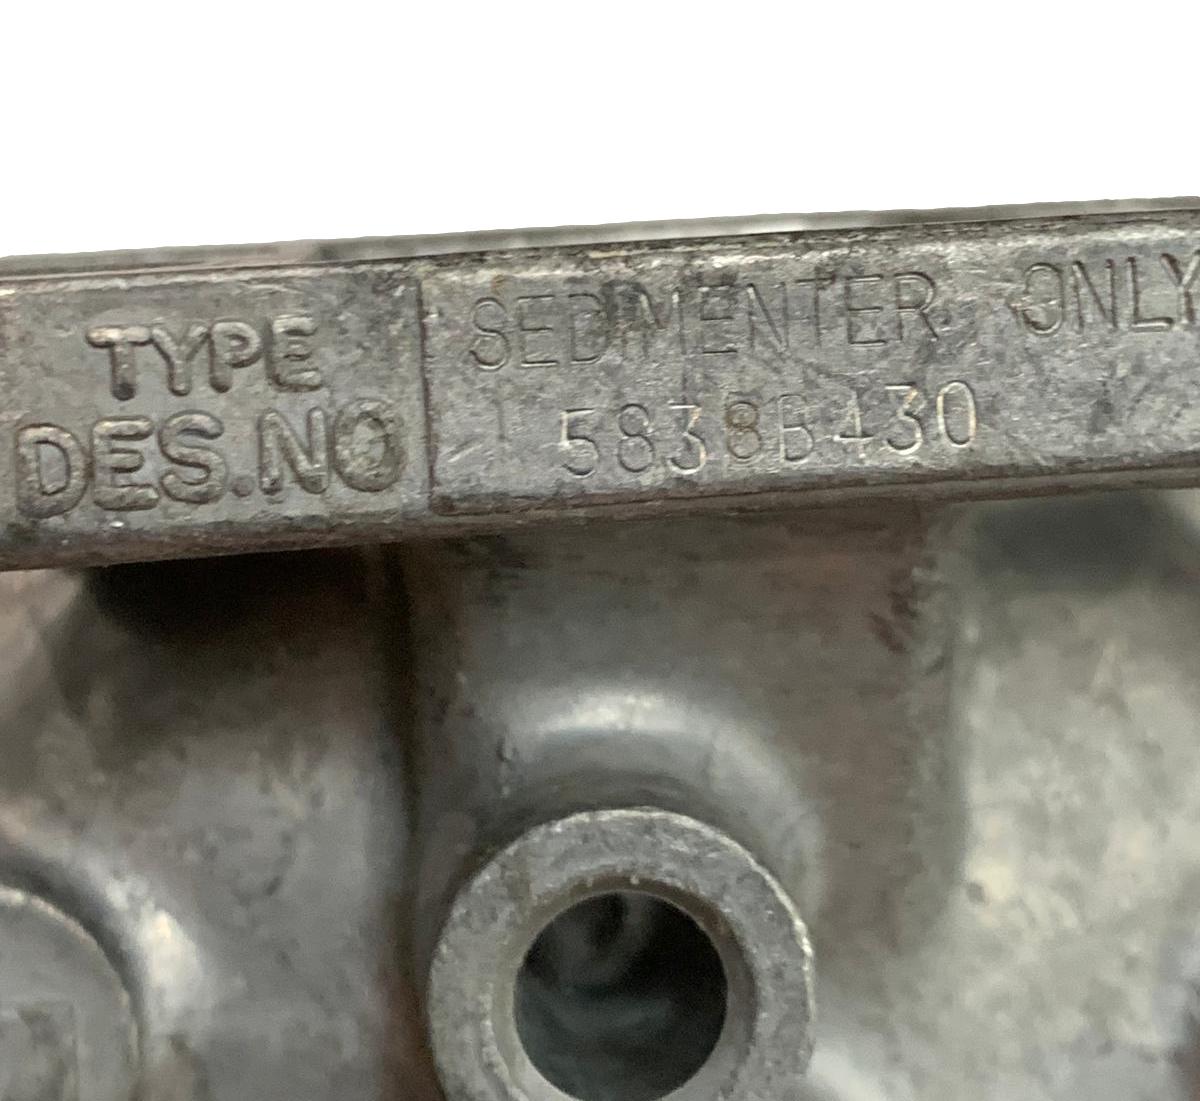 TYPE SEDIMENTER ONLY
DES.NO 5838B430